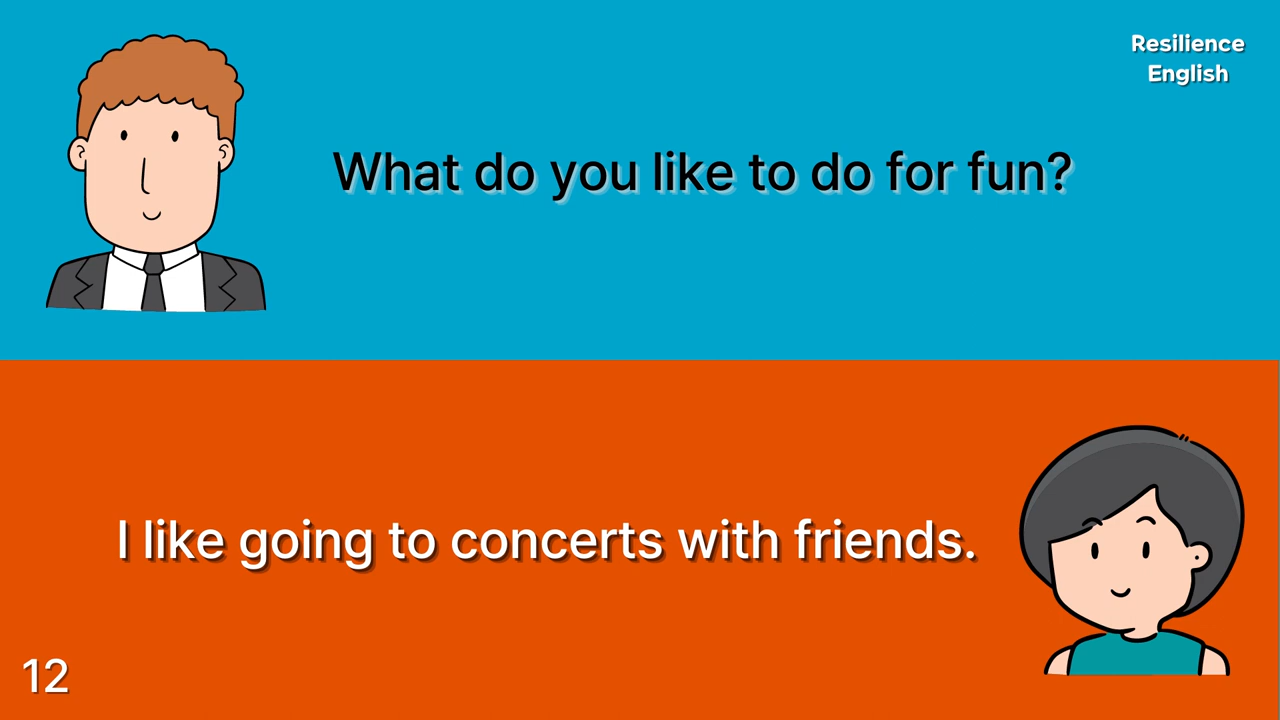 Resilience
English
What do you like to do for fun?
I like going to concerts with friends.
12